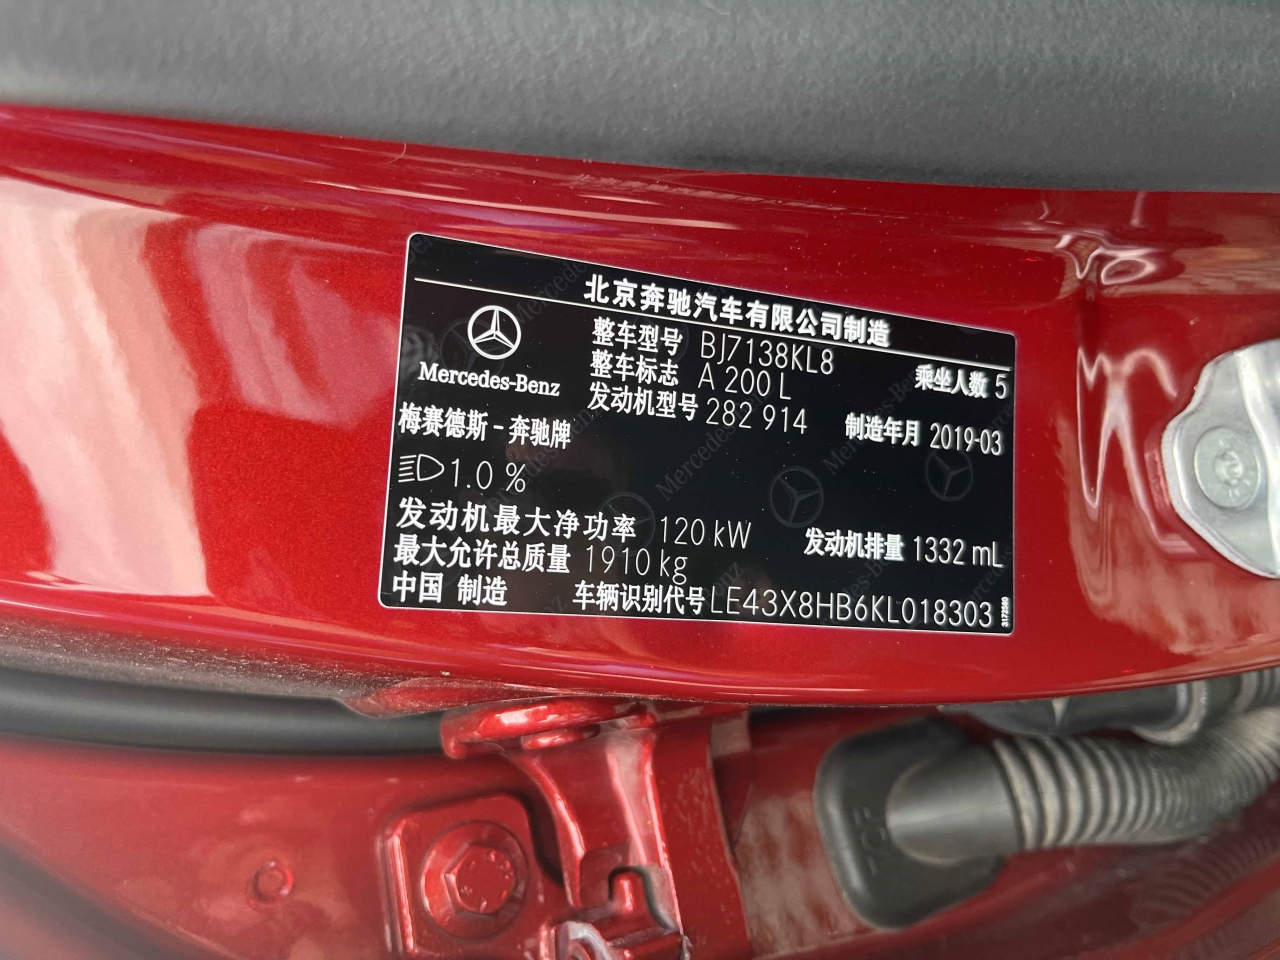 北京奔驰汽车有限公司制造
Mercedes-Benz
整车型号 BJ7138KL8
整车标志 A 200 L
乘坐人数 5
发动机型号 282 914
制造年月 2019-03
梅赛德斯-奔驰牌
1.0 %
发动机最大净功率 120 kW
发动机排量 1332 mL
最大允许总质量 1910 kg
中国 制造
车辆识别代号 LE43X8HB6KL018303